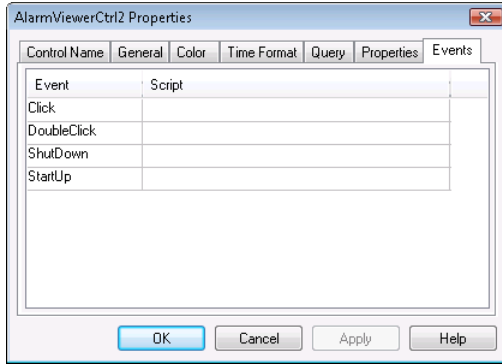 AlarmViewerCtrl2 Properties
Control Name General Color Time Format Query Properties Events
Event Script
Click
DoubleClick
ShutDown
StartUp
OK Cancel Apply Help